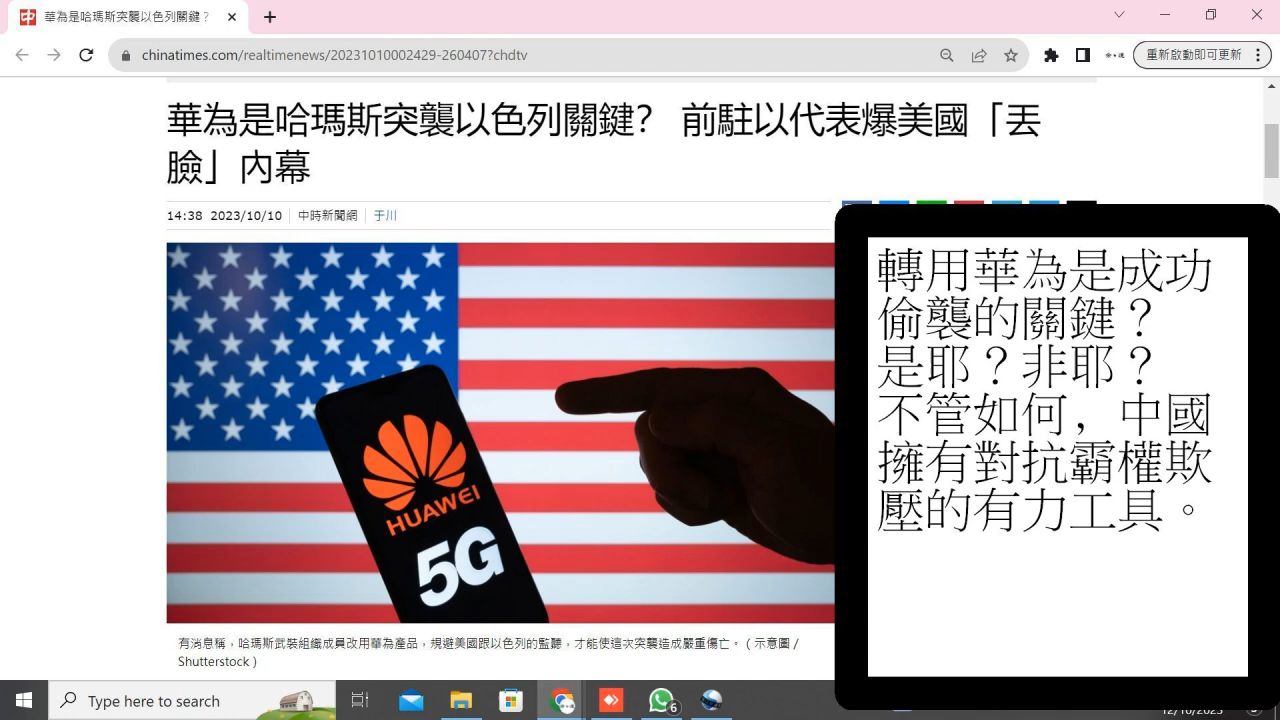 華為是哈瑪斯突襲以色列關鍵？
chinatimes.com/realtimenews/20231010002429-260407?chdtv
重新啟動即可更新
華為是哈瑪斯突襲以色列關鍵？ 前駐以代表爆美國「丟
臉」內幕
14:38 2023/10/10 中時新聞網 于川
HUAWEI
5G
有消息稱，哈瑪斯武裝組織成員改用華為產品，規避美國跟以色列的監聽，才能使這次突襲造成嚴重傷亡。（示意圖／
Shutterstock）
轉用華為是成功
偷襲的關鍵？
是耶？非耶？
不管如何，中國
擁有對抗霸權欺
壓的有力工具。
Type here to search
6
12/10/2023